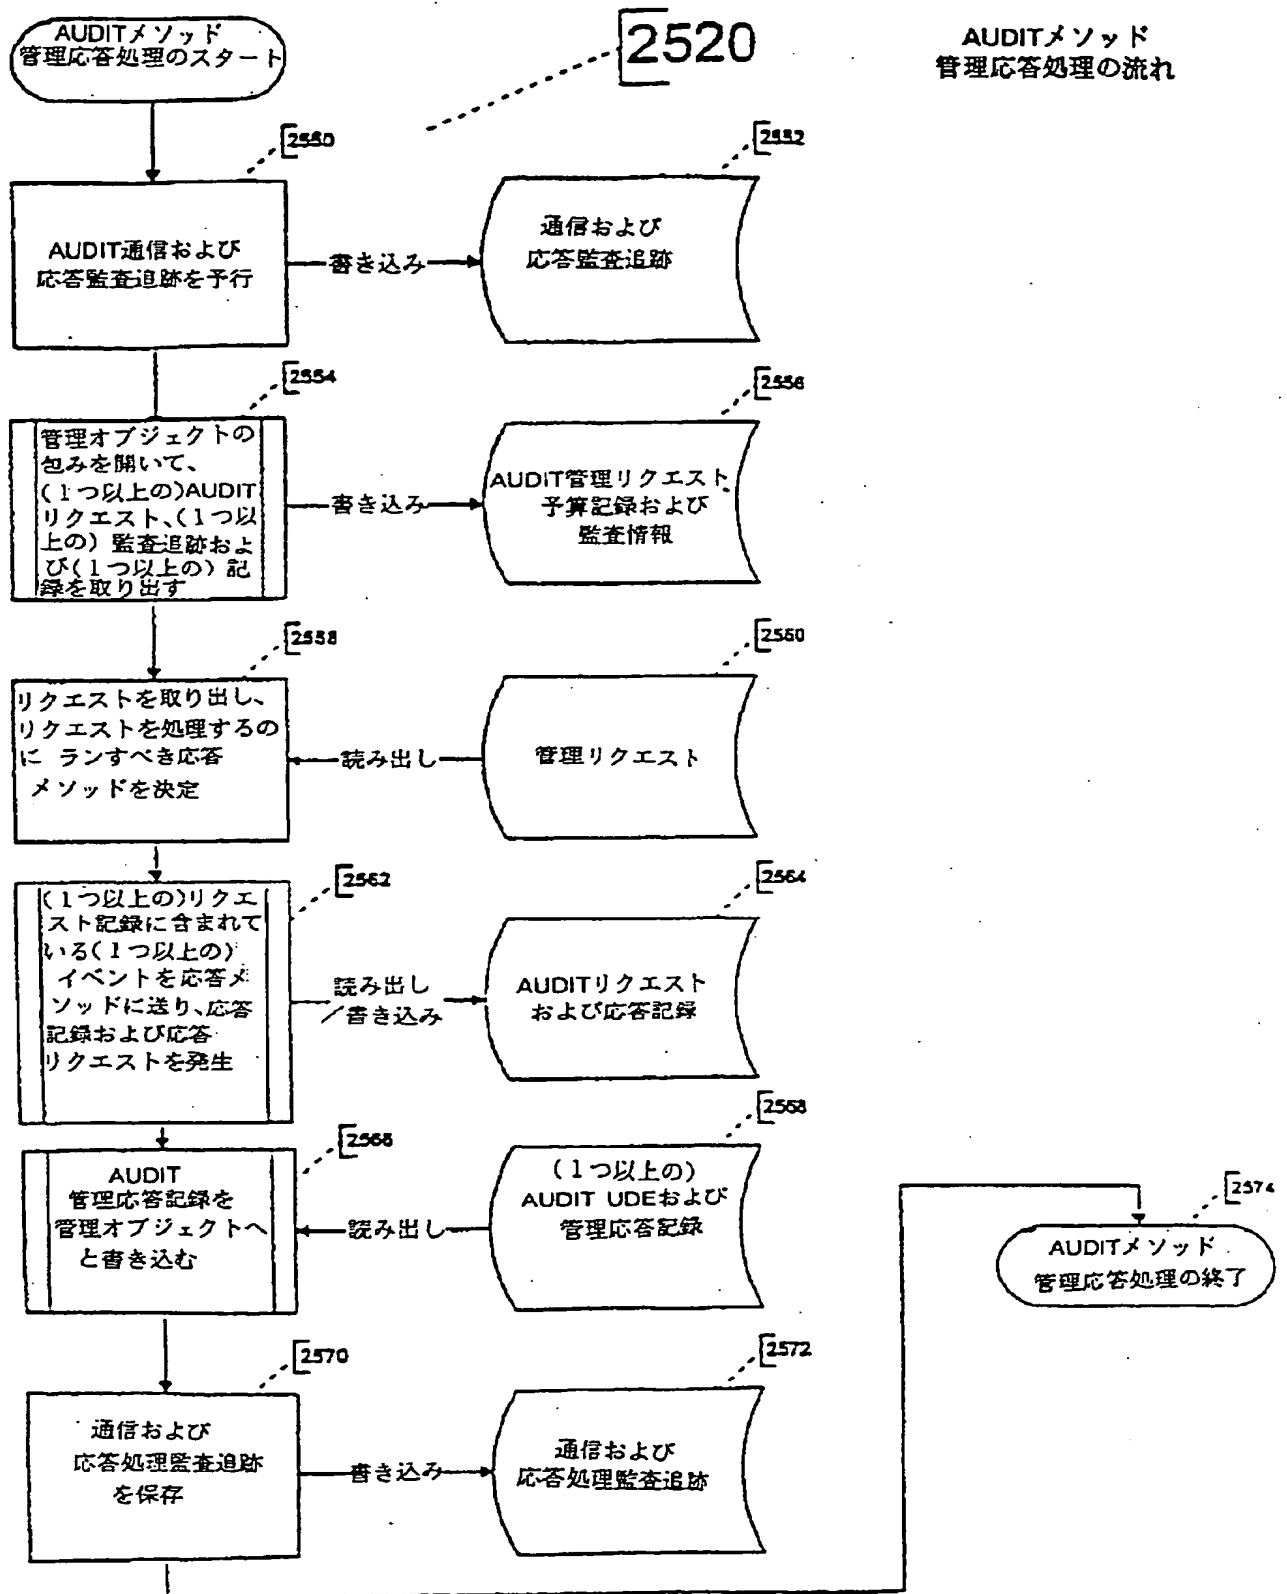 AUDITメソッド
管理応答処理のスタート
2520
AUDITメソッド
管理応答処理の流れ
2550
2552
AUDIT通信および
応答監査追跡を予行
書き込み
通信および
応答監査追跡
2554
2556
管理オブジェクトの
包みを開いて、
(1つ以上の)AUDIT
リクエスト、(1つ以
上の) 監査追跡およ
び(1つ以上の) 記
録を取り出す
書き込み
AUDIT管理リクエスト
予算記録および
監査情報
2558
2560
リクエストを取り出し、
リクエストを処理するの
に ランすべき応答
メソッドを決定
読み出し
管理リクエスト
2562
2564
(1つ以上の)リクエ
スト記録に含まれて
いる(1つ以上の)
イベントを応答メ
ソッドに送り、応答
記録および応答
リクエストを発生
読み出し
/書き込み
AUDITリクエスト
および応答記録
2566
2568
AUDIT
管理応答記録を
管理オブジェクトへ
と書き込む
読み出し
(1つ以上の)
AUDIT UDEおよび
管理応答記録
2574
AUDITメソッド
管理応答処理の終了
2570
2572
通信および
応答処理監査追跡
を保存
書き込み
通信および
応答処理監査追跡